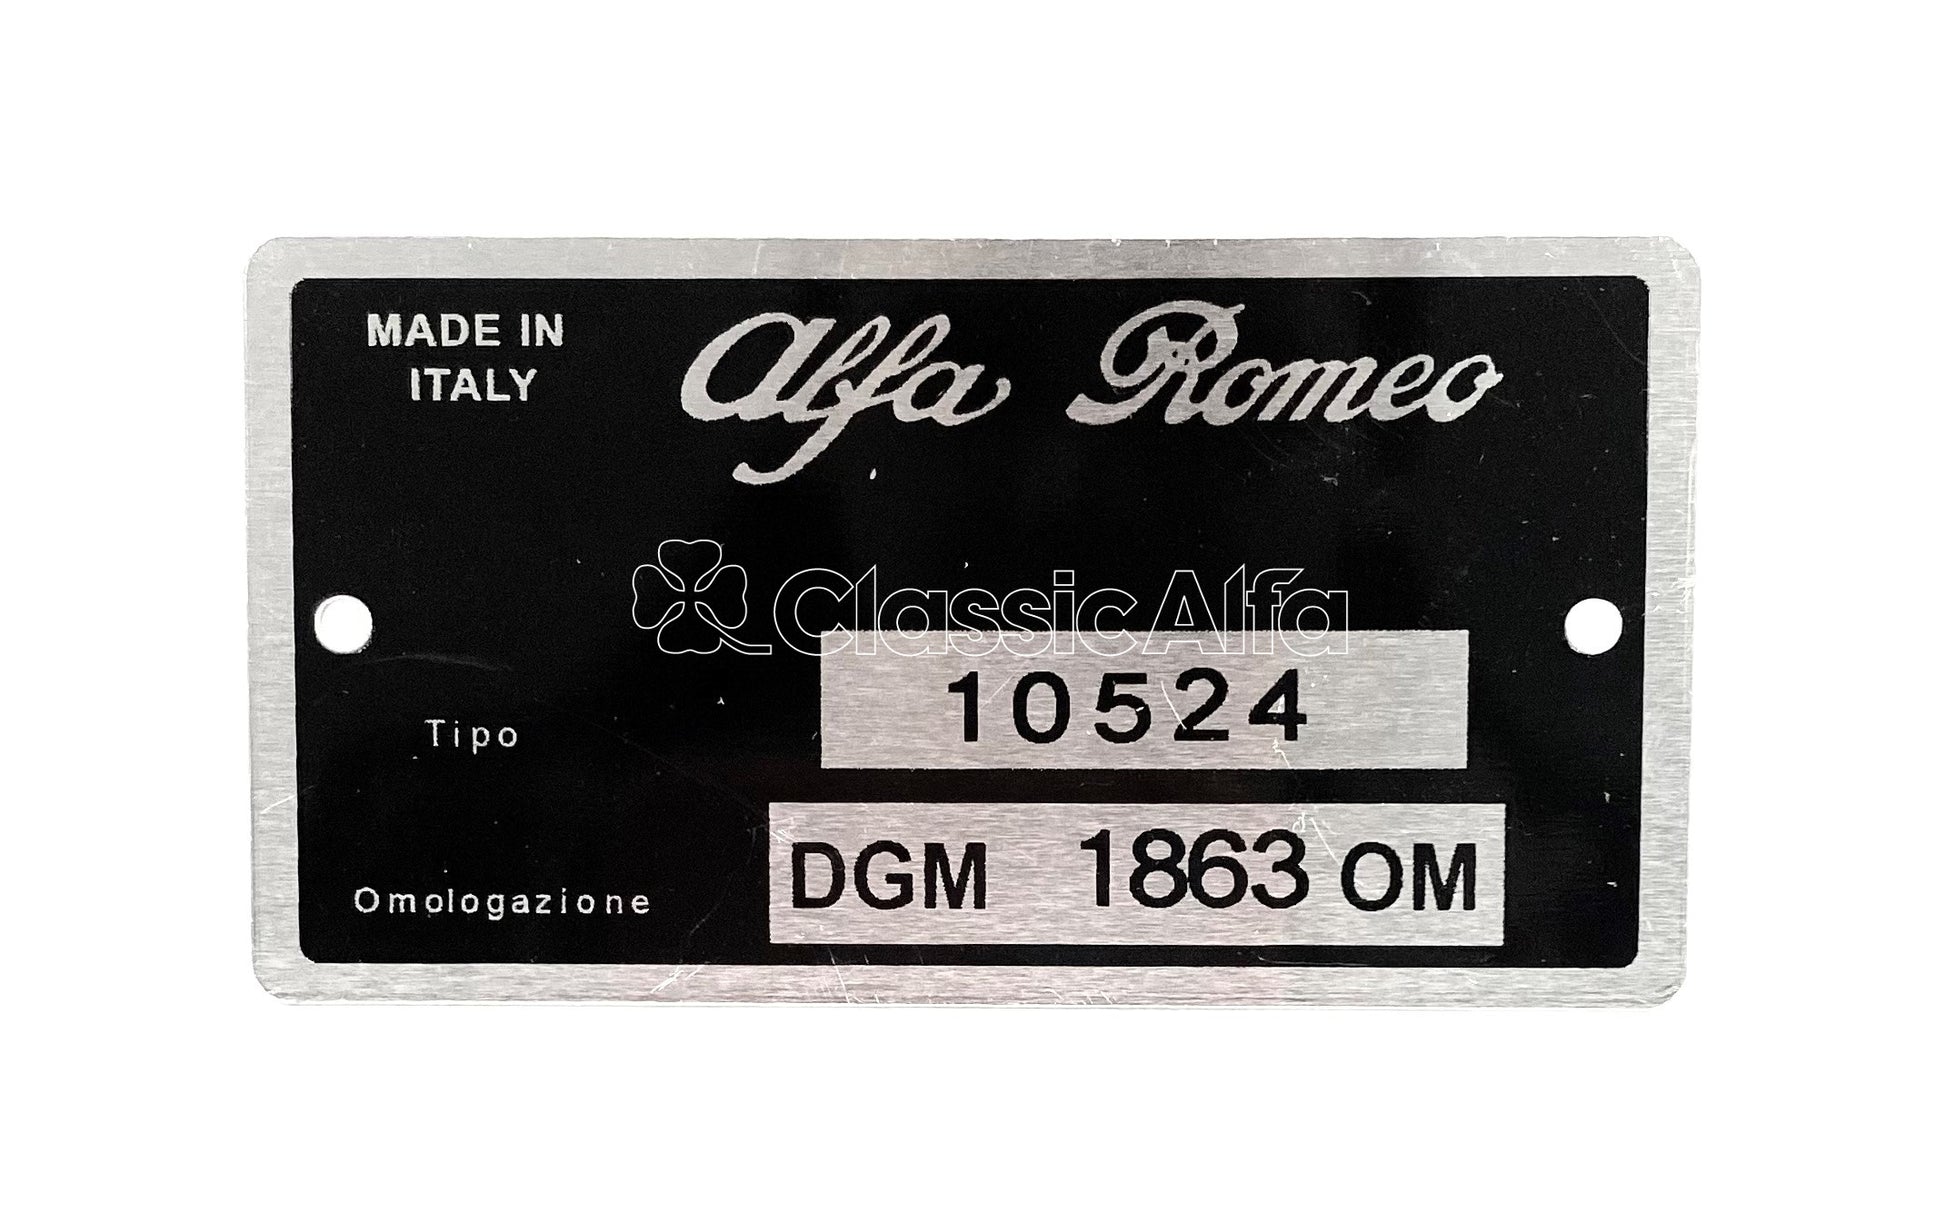 MADE IN
ITALY
Alfa Romeo
ClassicAlfa
Tipo
10524
Omologazione
DGM 1863 OM